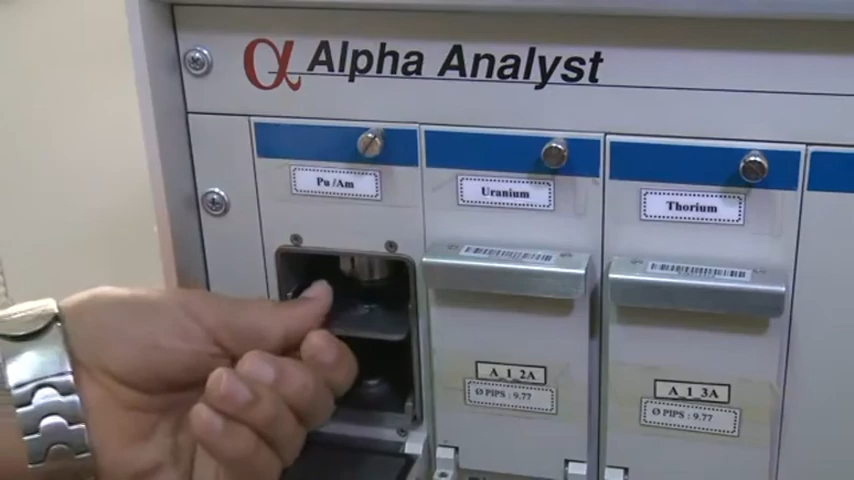 α Alpha Analyst
Pu /Am
Uranium
Thorium
A_1_2A
Ø PIPS : 9.77
A_1_3A
Ø PIPS : 9.77